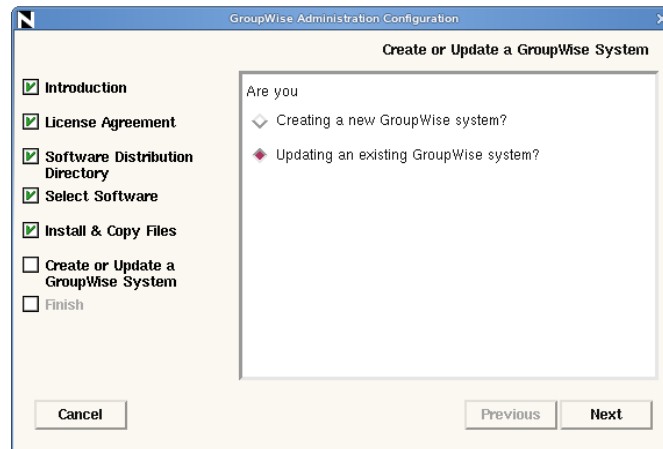 GroupWise Administration Configuration
Create or Update a GroupWise System
Introduction
License Agreement
Software Distribution
Directory
Select Software
Install & Copy Files
Create or Update a
GroupWise System
Finish
Are you
Creating a new GroupWise system?
Updating an existing GroupWise system?
Cancel
Previous
Next